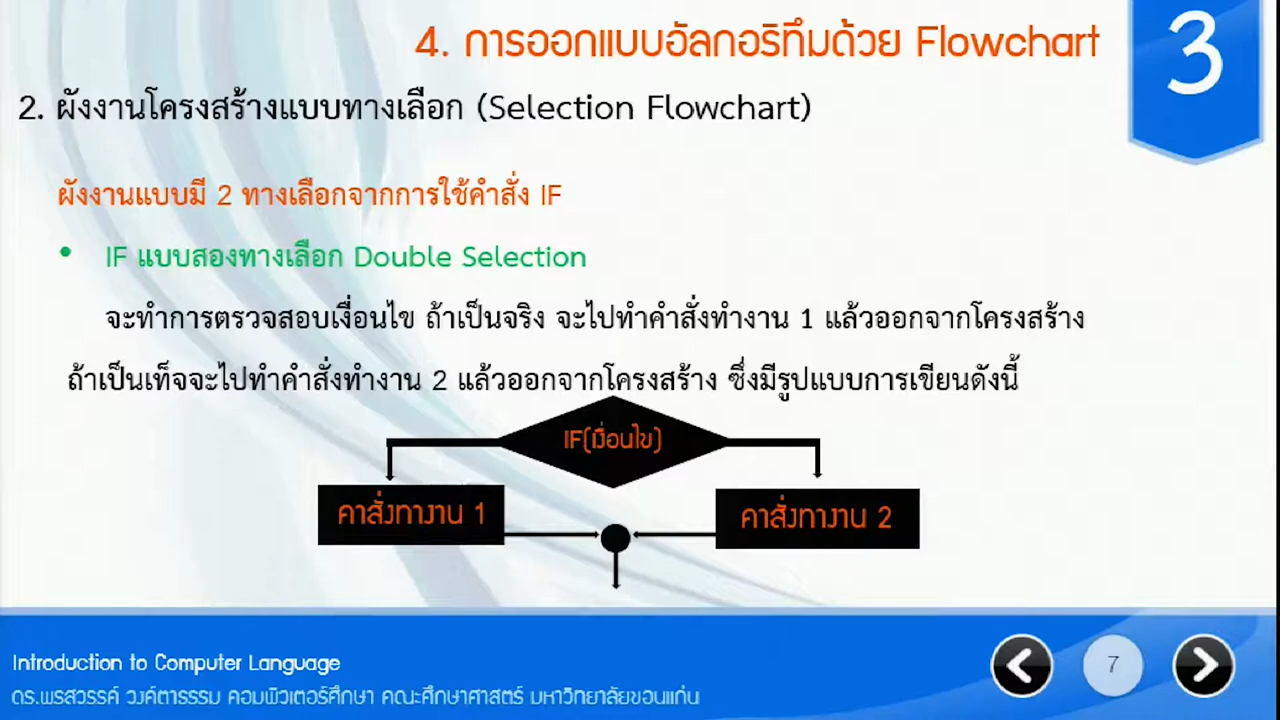 4. การออกแบบอัลกอริทึมด้วย Flowchart
3
2. ผังงานโครงสร้างแบบทางเลือก (Selection Flowchart)
ผังงานแบบมี 2 ทางเลือกจากการใช้คำสั่ง IF
• IF แบบสองทางเลือก Double Selection
จะทำการตรวจสอบเงื่อนไข ถ้าเป็นจริง จะไปทำคำสั่งทำงาน 1 แล้วออกจากโครงสร้าง
ถ้าเป็นเท็จจะไปทำคำสั่งทำงาน 2 แล้วออกจากโครงสร้าง ซึ่งมีรูปแบบการเขียนดังนี้
IF(เงื่อนไข)
คาสั่งทางาน 1
คาสั่งทางาน 2
Introduction to Computer Language
7
ดร.พรสวรรค์ วงค์ตาธรรม คอมพิวเตอร์ศึกษา คณะศึกษาศาสตร์ มหาวิทยาลัยขอนแก่น